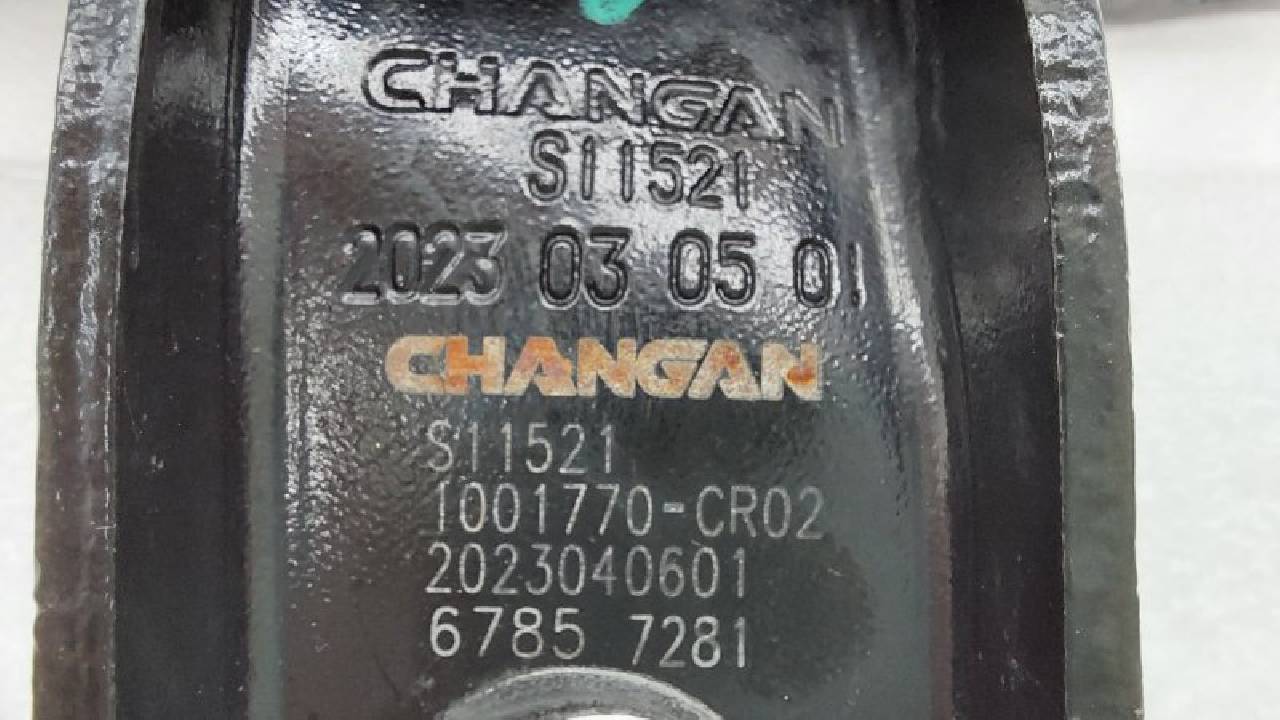 CHANGAN
S11521
2023 03 05 01
CHANGAN
S11521
1001770-CR02
2023040601
6785 7281